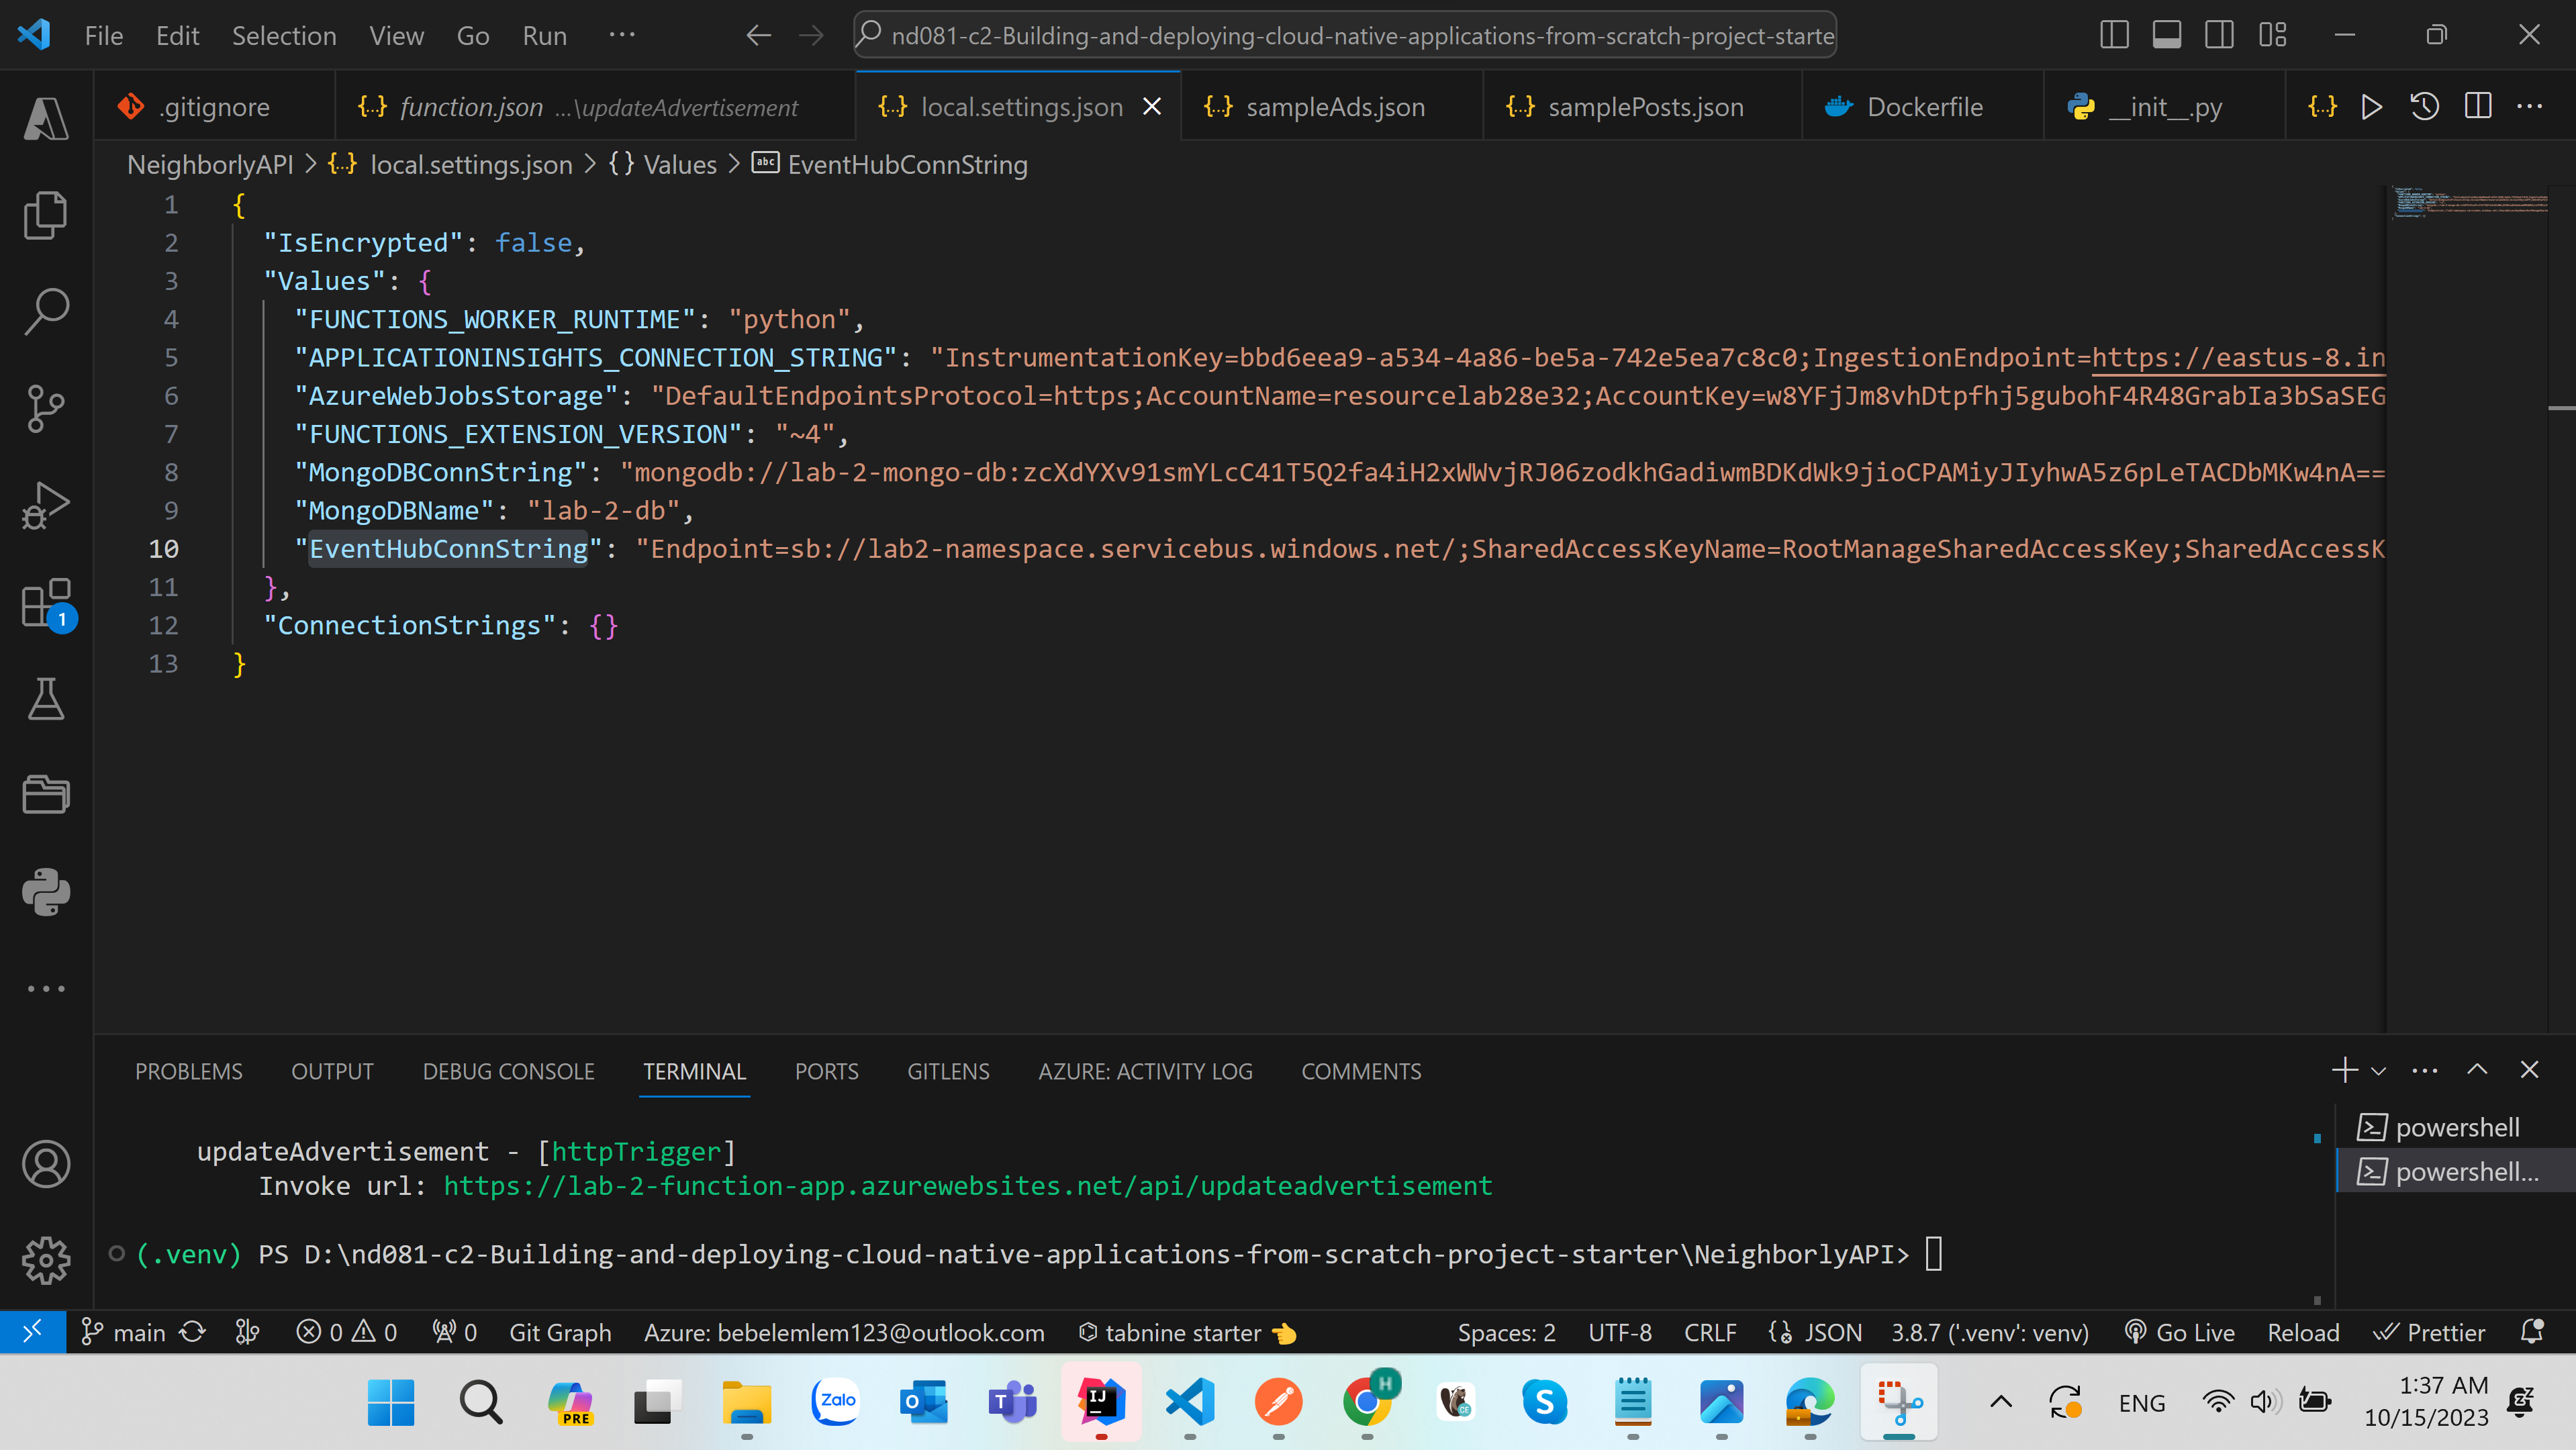 File Edit Selection View Go Run ··· nd081-c2-Building-and-deploying-cloud-native-applications-from-scratch-project-starte
.gitignore {..} function.json ...\updateAdvertisement {..} local.settings.json {..} sampleAds.json {..} samplePosts.json Dockerfile __init__.py {..}
NeighborlyAPI > {..} local.settings.json > {} Values > abc EventHubConnString
1 {
2 "IsEncrypted": false,
3 "Values": {
4 "FUNCTIONS_WORKER_RUNTIME": "python",
5 "APPLICATIONINSIGHTS_CONNECTION_STRING": "InstrumentationKey=bbd6eea9-a534-4a86-be5a-742e5ea7c8c0;IngestionEndpoint=https://eastus-8.in
6 "AzureWebJobsStorage": "DefaultEndpointsProtocol=https;AccountName=resourcelab28e32;AccountKey=w8YFjJm8vhDtpfhj5gubohF4R48GrabIa3bSaSEG
7 "FUNCTIONS_EXTENSION_VERSION": "~4",
8 "MongoDBConnString": "mongodb://lab-2-mongo-db:zcXdYXv91smYLcC41T5Q2fa4iH2xWWvjRJ06zodkhGadiwmBDKdWk9jioCPAMiyJIyhwA5z6pLeTACDbMKw4nA==
9 "MongoDBName": "lab-2-db",
10 "EventHubConnString": "Endpoint=sb://lab2-namespace.servicebus.windows.net/;SharedAccessKeyName=RootManageSharedAccessKey;SharedAccessK
11 },
12 "ConnectionStrings": {}
13 }
1
PROBLEMS OUTPUT DEBUG CONSOLE TERMINAL PORTS GITLENS AZURE: ACTIVITY LOG COMMENTS
updateAdvertisement - [httpTrigger]
Invoke url: https://lab-2-function-app.azurewebsites.net/api/updateadvertisement
(.venv) PS D:\nd081-c2-Building-and-deploying-cloud-native-applications-from-scratch-project-starter\NeighborlyAPI>
powershell
powershell...
main 0 0 0 Git Graph Azure: bebelemlem123@outlook.com tabnine starter Spaces: 2 UTF-8 CRLF JSON 3.8.7 ('.venv': venv) Go Live Reload Prettier
PRE Zalo O T IJ H CE S ENG
1:37 AM
10/15/2023